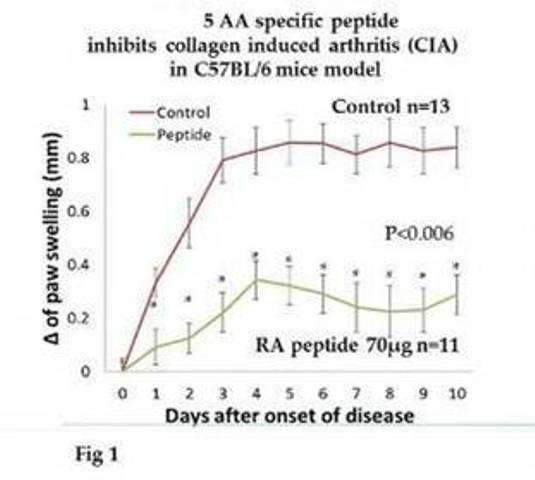 5 AA specific peptide
inhibits collagen induced arthritis (CIA)
in C57BL/6 mice model
Control
Peptide
Control n=13
P<0.006
RA peptide 70µg n=11
Δ of paw swelling (mm)
1
0.8
0.6
0.4
0.2
0
* * * * * * * * * *
0 1 2 3 4 5 6 7 8 9 10
Days after onset of disease
Fig 1